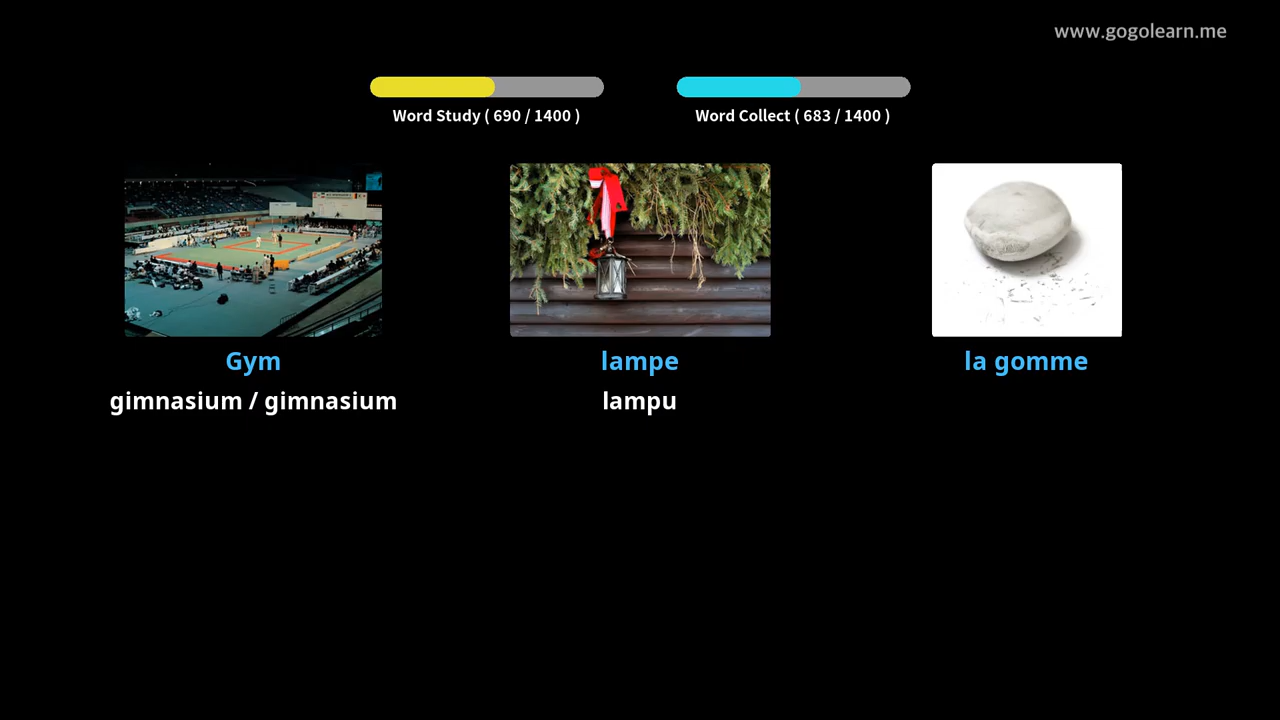 www.gogolearn.me
Word Study ( 690 / 1400 )
Word Collect ( 683 / 1400 )
Gym
lampe
la gomme
gimnasium / gimnasium
lampu